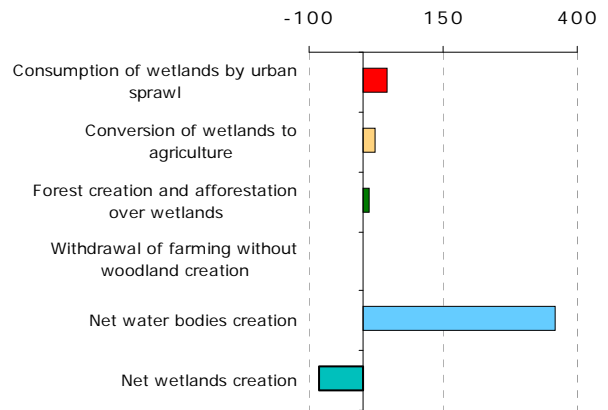 -100 150 400
Consumption of wetlands by urban
sprawl
Conversion of wetlands to
agriculture
Forest creation and afforestation
over wetlands
Withdrawal of farming without
woodland creation
Net water bodies creation
Net wetlands creation